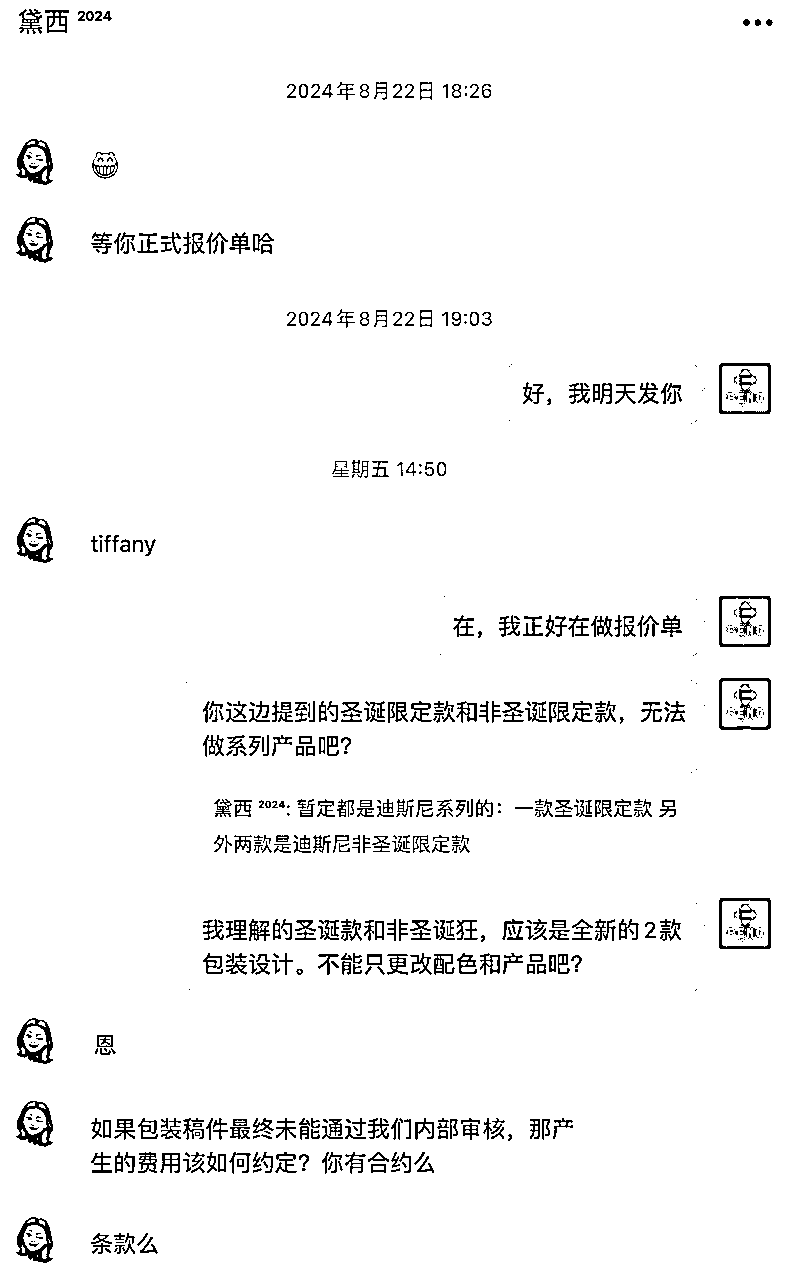 黛西 ²⁰²⁴
2024年8月22日 18:26
等你正式报价单哈
2024年8月22日 19:03
好，我明天发你
星期五 14:50
tiffany
在，我正好在做报价单
你这边提到的圣诞限定款和非圣诞限定款，无法
做系列产品吧？
黛西 ²⁰²⁴: 暂定都是迪斯尼系列的：一款圣诞限定款 另
外两款是迪斯尼非圣诞限定款
我理解的圣诞款和非圣诞狂，应该是全新的2款
包装设计。不能只更改配色和产品吧？
恩
如果包装稿件最终未能通过我们内部审核，那产
生的费用该如何约定？你有合约么
条款么